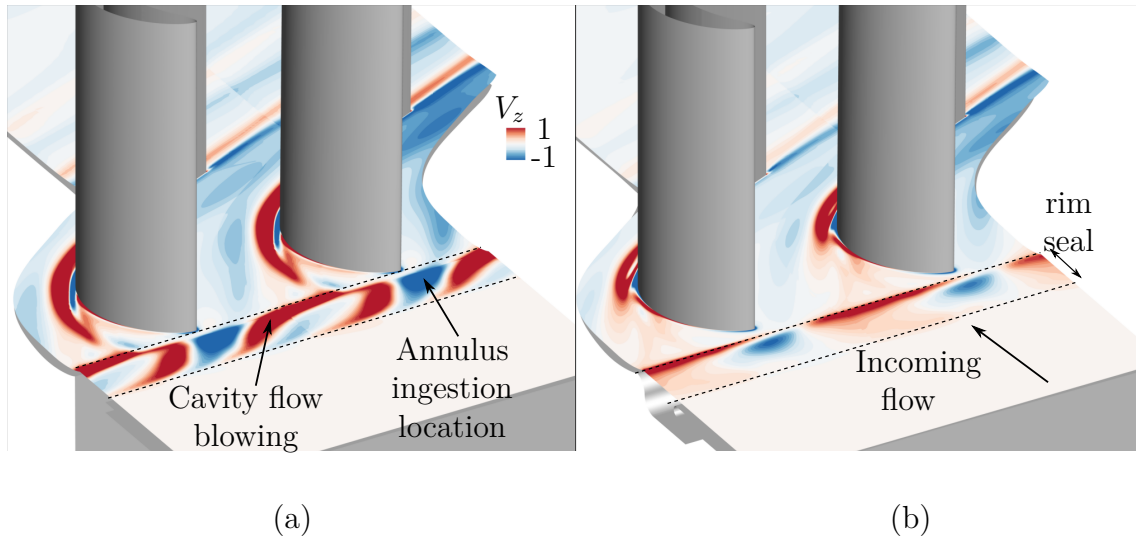 V_z
1
-1
Cavity flow
blowing
Annulus
ingestion
location
(a)
rim
seal
Incoming
flow
(b)